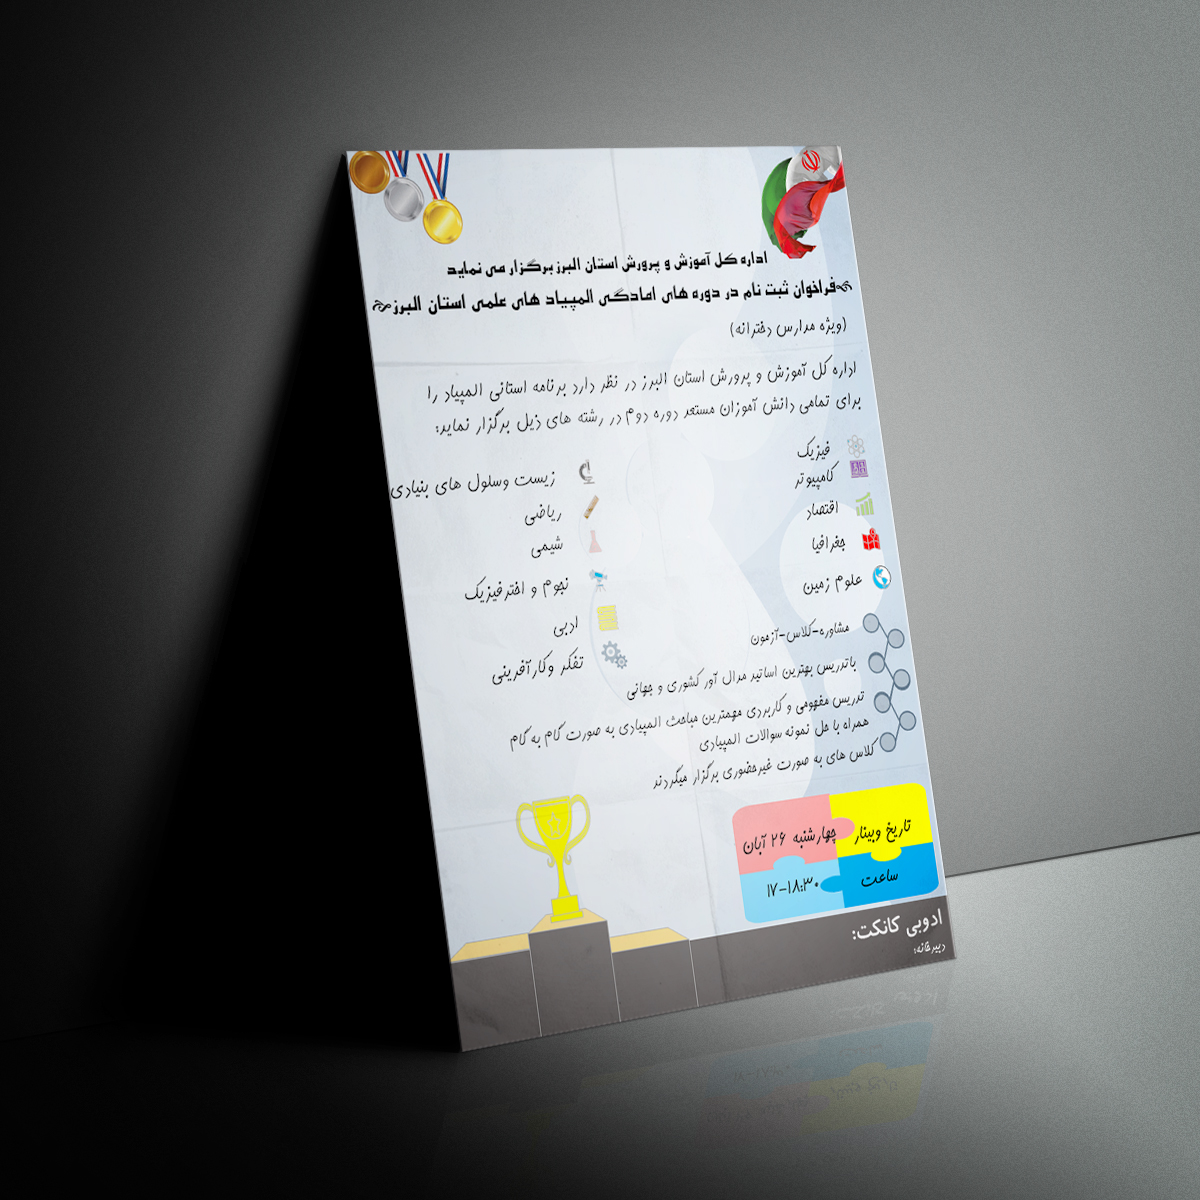 اداره کل آموزش و پرورش استان البرز برگزار می نماید
فراخوان ثبت نام در دوره های امادگی المپیاد های علمی استان البرز
(ویژه مدارس دخترانه)
اداره کل آموزش و پرورش استان البرز در نظر دارد برنامه استانی المپیاد را
برای تمامی دانش آموزان مستعد دوره دوم در رشته های ذیل برگزار نماید:
فیزیک
کامپیوتر
اقتصاد
جغرافیا
علوم زمین
زیست وسلول های بنیادی
ریاضی
شیمی
نجوم و اخترفیزیک
ادبی
تفکر وکارآفرینی
مشاوره-کلاس-آزمون
باتدریس بهترین اساتید مدال آور کشوری و جهانی
تدریس مفهومی و کاربردی مهمترین مباحث المپیادی به صورت گام به گام
همراه با حل نمونه سوالات المپیادی
کلاس های به صورت غیرحضوری برگزار میگردند
تاریخ وبینار
چهارشنبه ۲۶ آبان
ساعت
۱۷-۱۸:۳۰
ادوبی کانکت:
دبیرخانه: